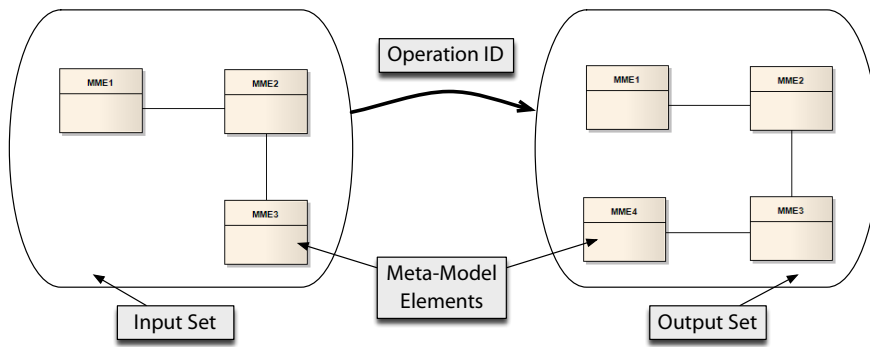 Operation ID
MME1
MME2
MME3
MME1
MME2
MME4
MME3
Meta-Model
Elements
Input Set
Output Set